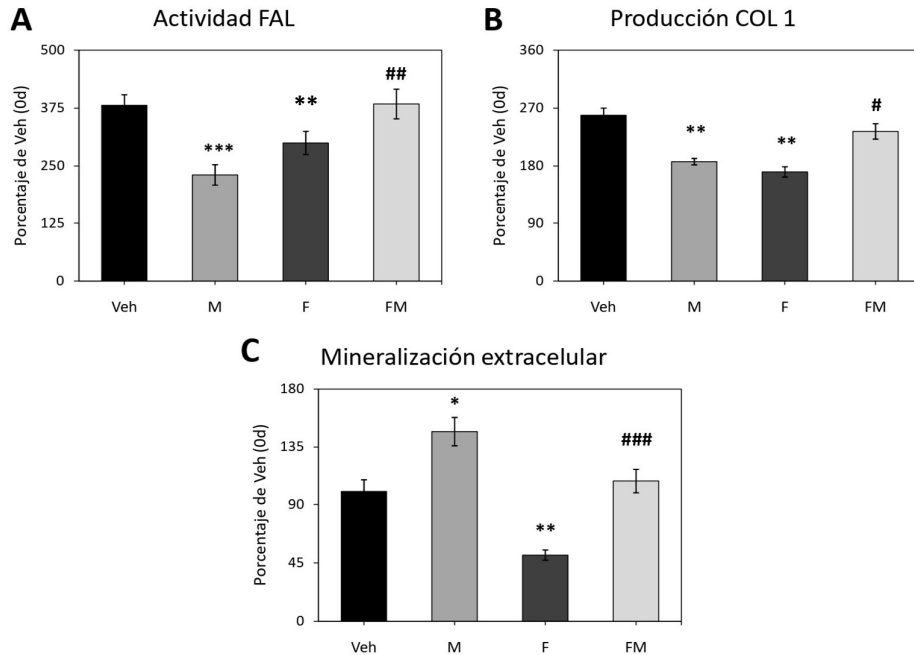 A
Actividad FAL
Porcentaje de Veh (0d)
500
375
250
125
0
***
**
##
Veh M F FM
B
Producción COL 1
Porcentaje de Veh (0d)
360
270
180
90
0
**
**
#
Veh M F FM
C
Mineralización extracelular
Porcentaje de Veh (0d)
180
135
90
45
0
*
**
###
Veh M F FM